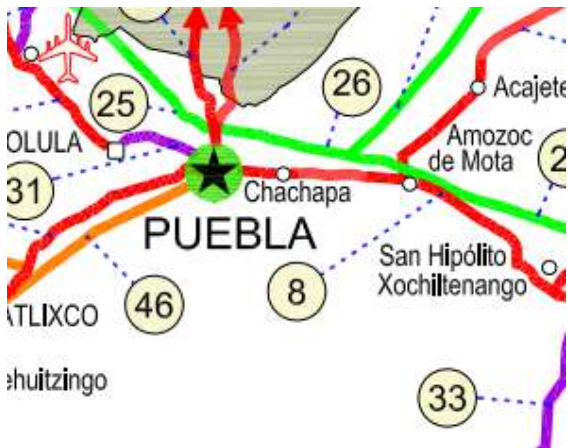 25
26
Acajete
OLULA
Amozoc
de Mota
31
Chachapa
PUEBLA
San Hipólito
Xochiltenango
8
46
ATLIXCO
ehuitzingo
33